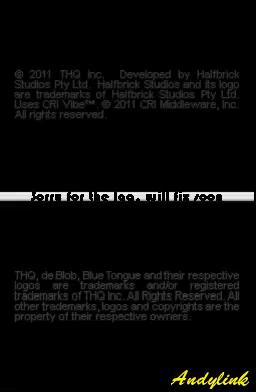 © 2011 THQ Inc. Developed by Halfbrick
Studios Pty Ltd. Halfbrick Studios and its logo
are trademarks of Halfbrick Studios Pty Ltd.
Uses CRI Vibe™. © 2011 CRI Middleware, Inc.
All rights reserved.
Sorry for the lag, will fix soon
THQ, de Blob, Blue Tongue and their respective
logos are trademarks and/or registered
trademarks of THQ Inc. All Rights Reserved. All
other trademarks, logos and copyrights are the
property of their respective owners.
Andylink